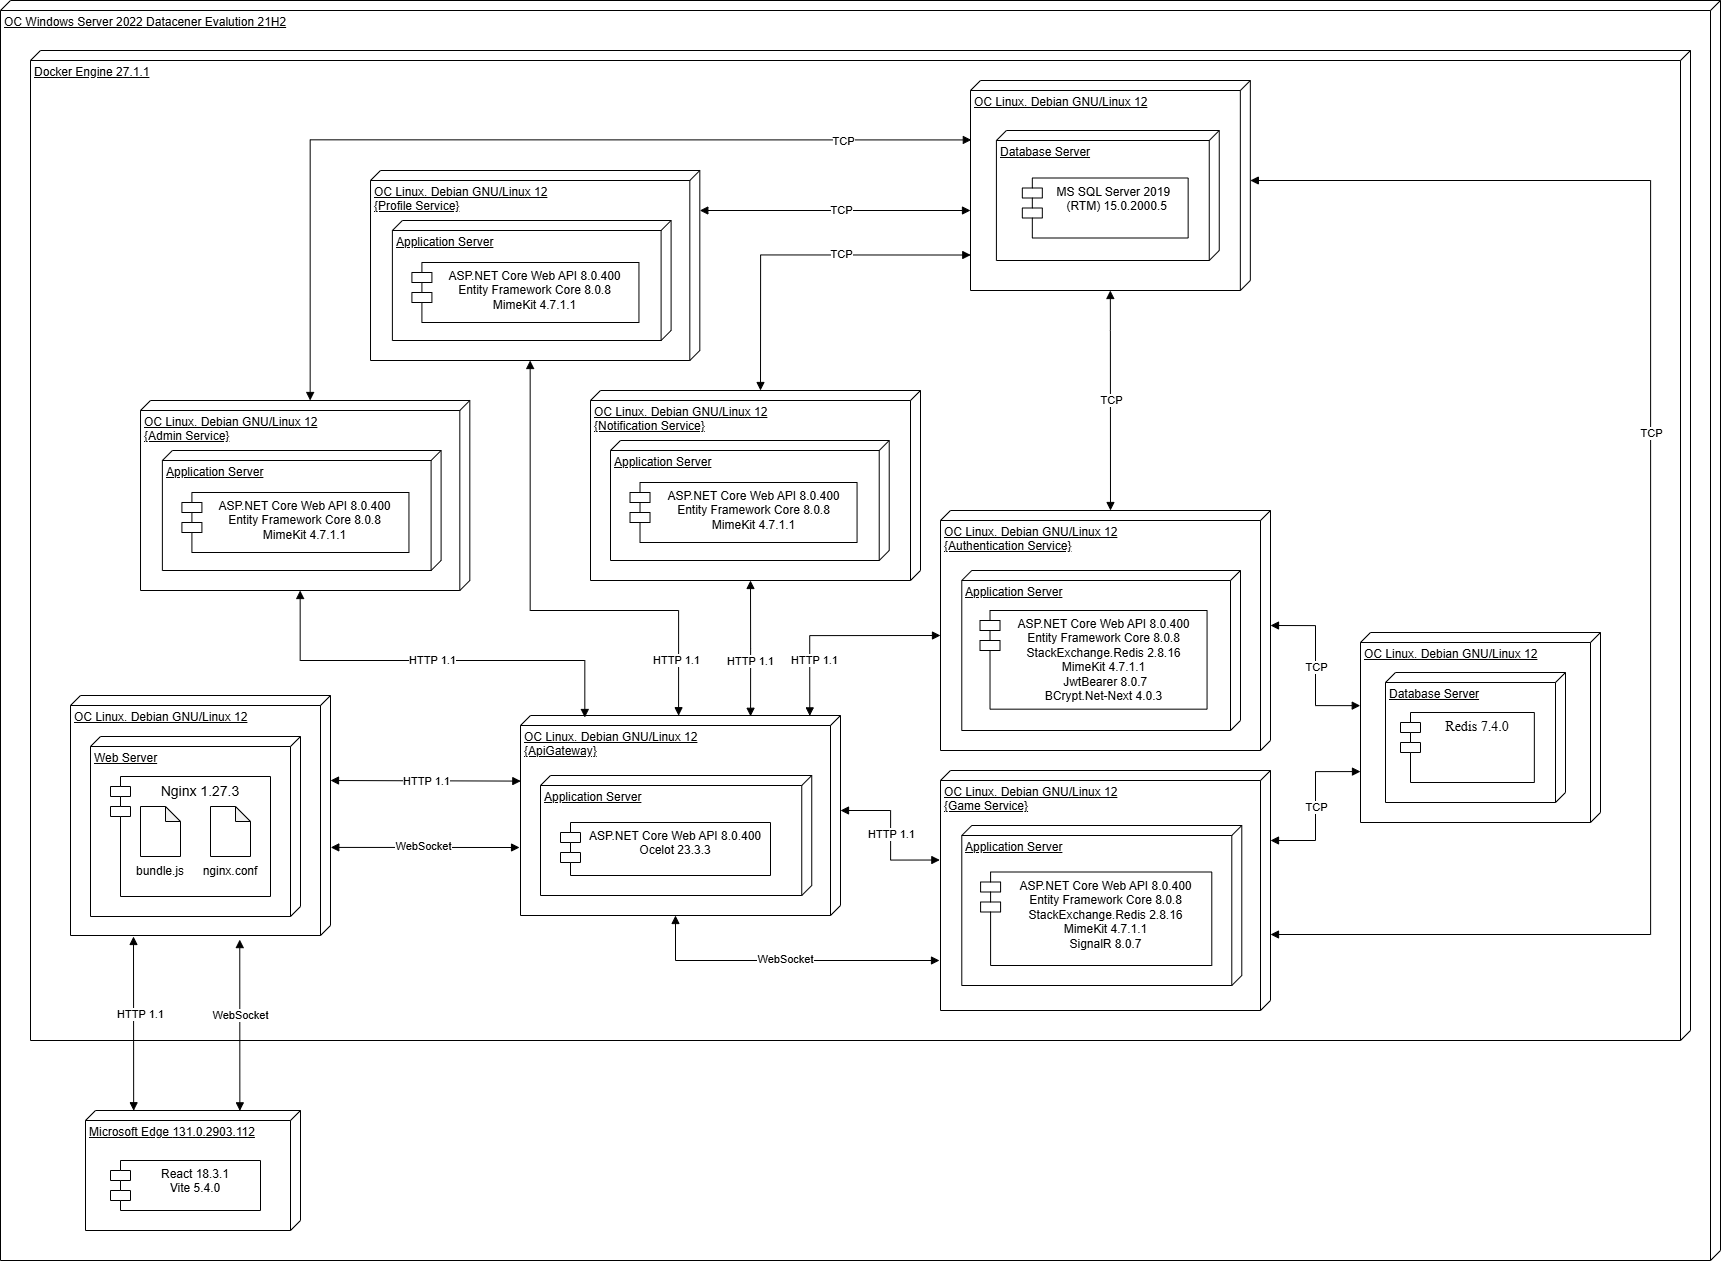 OC Windows Server 2022 Datacener Evalution 21H2
Docker Engine 27.1.1
OC Linux. Debian GNU/Linux 12
Database Server
MS SQL Server 2019
(RTM) 15.0.2000.5
TCP
TCP
TCP
TCP
TCP
OC Linux. Debian GNU/Linux 12
{Profile Service}
Application Server
ASP.NET Core Web API 8.0.400
Entity Framework Core 8.0.8
MimeKit 4.7.1.1
OC Linux. Debian GNU/Linux 12
{Admin Service}
Application Server
ASP.NET Core Web API 8.0.400
Entity Framework Core 8.0.8
MimeKit 4.7.1.1
OC Linux. Debian GNU/Linux 12
{Notification Service}
Application Server
ASP.NET Core Web API 8.0.400
Entity Framework Core 8.0.8
MimeKit 4.7.1.1
OC Linux. Debian GNU/Linux 12
{Authentication Service}
Application Server
ASP.NET Core Web API 8.0.400
Entity Framework Core 8.0.8
StackExchange.Redis 2.8.16
MimeKit 4.7.1.1
JwtBearer 8.0.7
BCrypt.Net-Next 4.0.3
HTTP 1.1
HTTP 1.1
HTTP 1.1
HTTP 1.1
TCP
OC Linux. Debian GNU/Linux 12
Database Server
Redis 7.4.0
TCP
OC Linux. Debian GNU/Linux 12
Web Server
Nginx 1.27.3
bundle.js
nginx.conf
HTTP 1.1
WebSocket
OC Linux. Debian GNU/Linux 12
{ApiGateway}
Application Server
ASP.NET Core Web API 8.0.400
Ocelot 23.3.3
HTTP 1.1
WebSocket
OC Linux. Debian GNU/Linux 12
{Game Service}
Application Server
ASP.NET Core Web API 8.0.400
Entity Framework Core 8.0.8
StackExchange.Redis 2.8.16
MimeKit 4.7.1.1
SignalR 8.0.7
HTTP 1.1
WebSocket
Microsoft Edge 131.0.2903.112
React 18.3.1
Vite 5.4.0